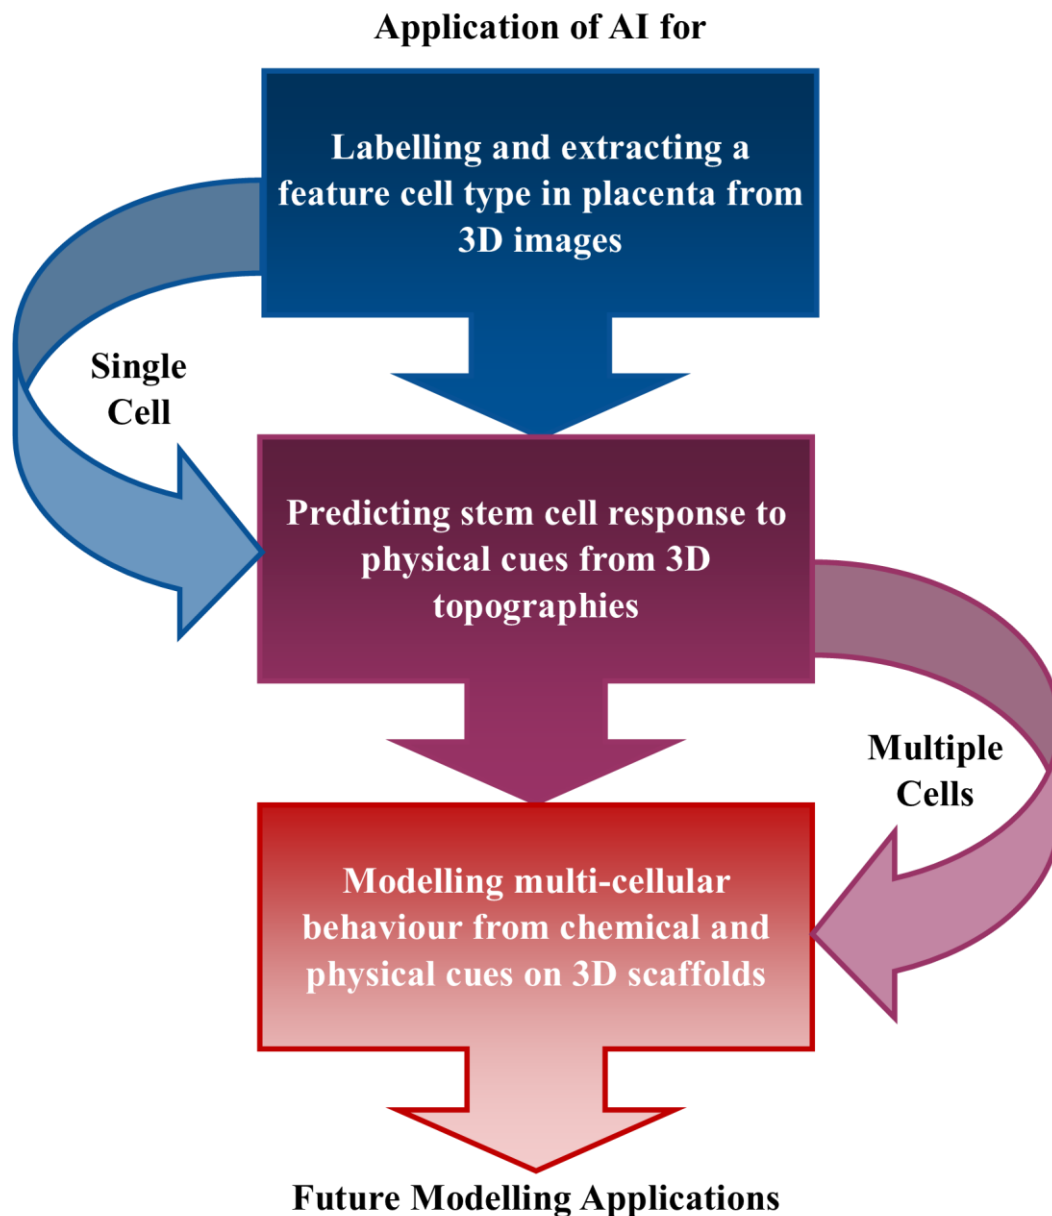 Application of AI for
Labelling and extracting a
feature cell type in placenta from
3D images
Single
Cell
Predicting stem cell response to
physical cues from 3D
topographies
Multiple
Cells
Modelling multi-cellular
behaviour from chemical and
physical cues on 3D scaffolds
Future Modelling Applications